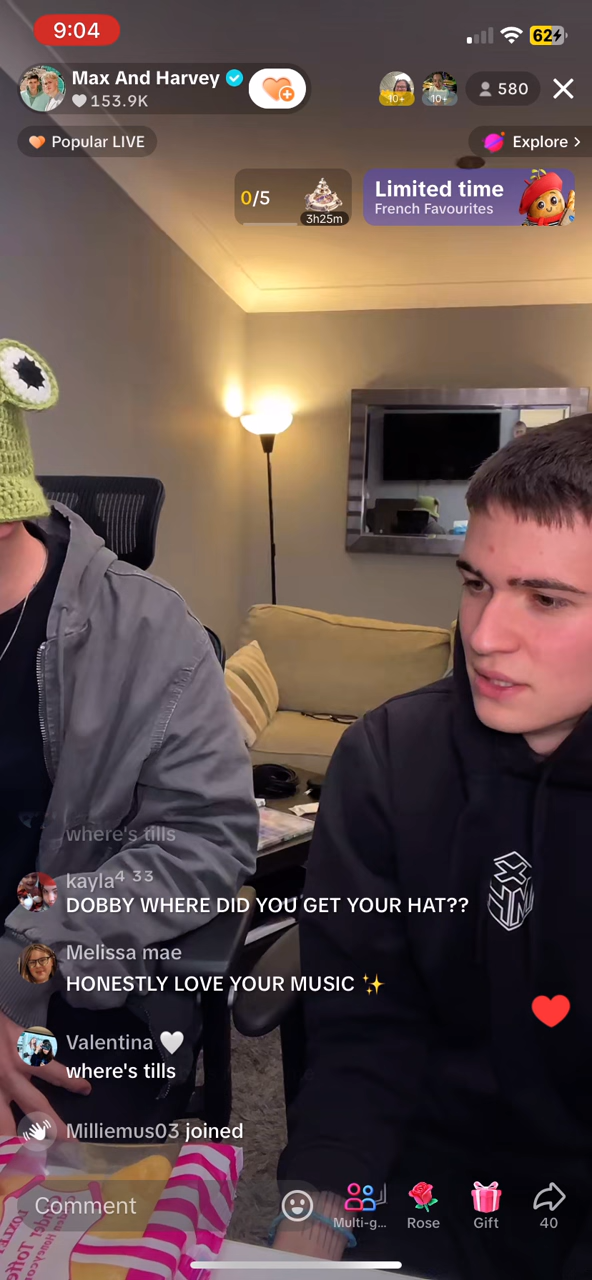 9:04
62
Max And Harvey
153.9K
10+
10+
580
Popular LIVE
Explore >
0/5
3h25m
Limited time
French Favourites
where's tills
kayla⁴ ³³
DOBBY WHERE DID YOU GET YOUR HAT??
Melissa mae
HONESTLY LOVE YOUR MUSIC ✨
Valentina 🤍
where's tills
Milliemus03 joined
Comment
Multi-g...
Rose
Gift
40